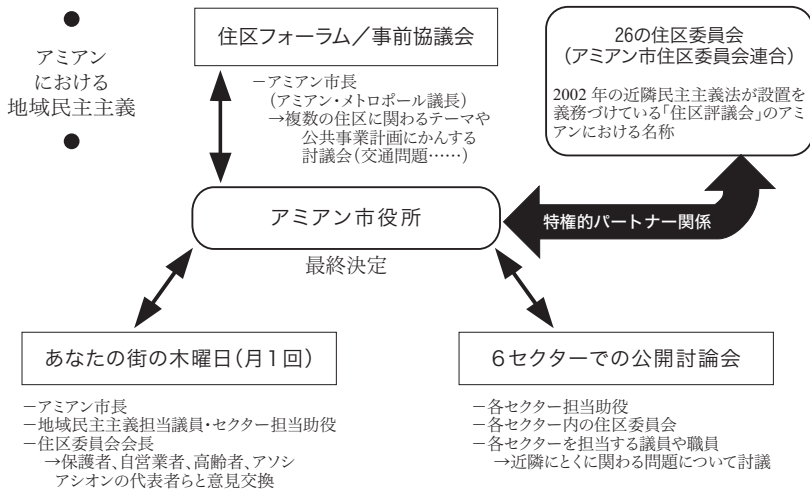 アミアン
における
地域民主主義
住区フォーラム／事前協議会
－アミアン市長
(アミアン・メトロポール議長)
→複数の住区に関わるテーマや
公共事業計画にかんする
討議会(交通問題……)
26の住区委員会
(アミアン市住区委員会連合)
2002 年の近隣民主主義法が設置を
義務づけている「住区評議会」のアミ
アンにおける名称
アミアン市役所
特権的パートナー関係
最終決定
あなたの街の木曜日(月1回)
－アミアン市長
－地域民主主義担当議員・セクター担当助役
－住区委員会会長
→保護者、自営業者、高齢者、アソシ
アシオンの代表者らと意見交換
6セクターでの公開討論会
－各セクター担当助役
－各セクター内の住区委員会
－各セクターを担当する議員や職員
→近隣にとくに関わる問題について討議